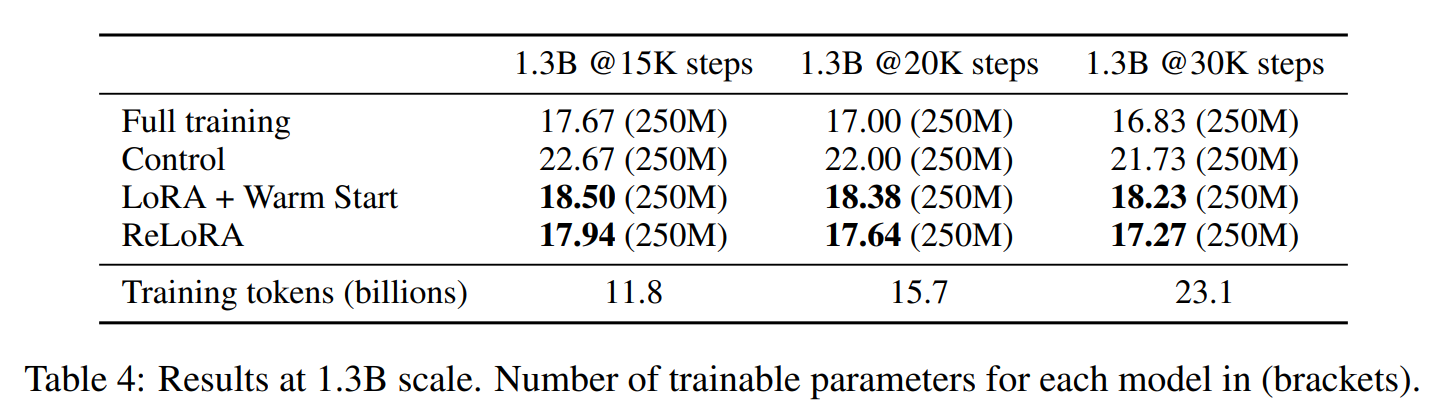 1.3B @15K steps 1.3B @20K steps 1.3B @30K steps
Full training 17.67 (250M) 17.00 (250M) 16.83 (250M)
Control 22.67 (250M) 22.00 (250M) 21.73 (250M)
LoRA + Warm Start 18.50 (250M) 18.38 (250M) 18.23 (250M)
ReLoRA 17.94 (250M) 17.64 (250M) 17.27 (250M)
Training tokens (billions) 11.8 15.7 23.1
Table 4: Results at 1.3B scale. Number of trainable parameters for each model in (brackets).